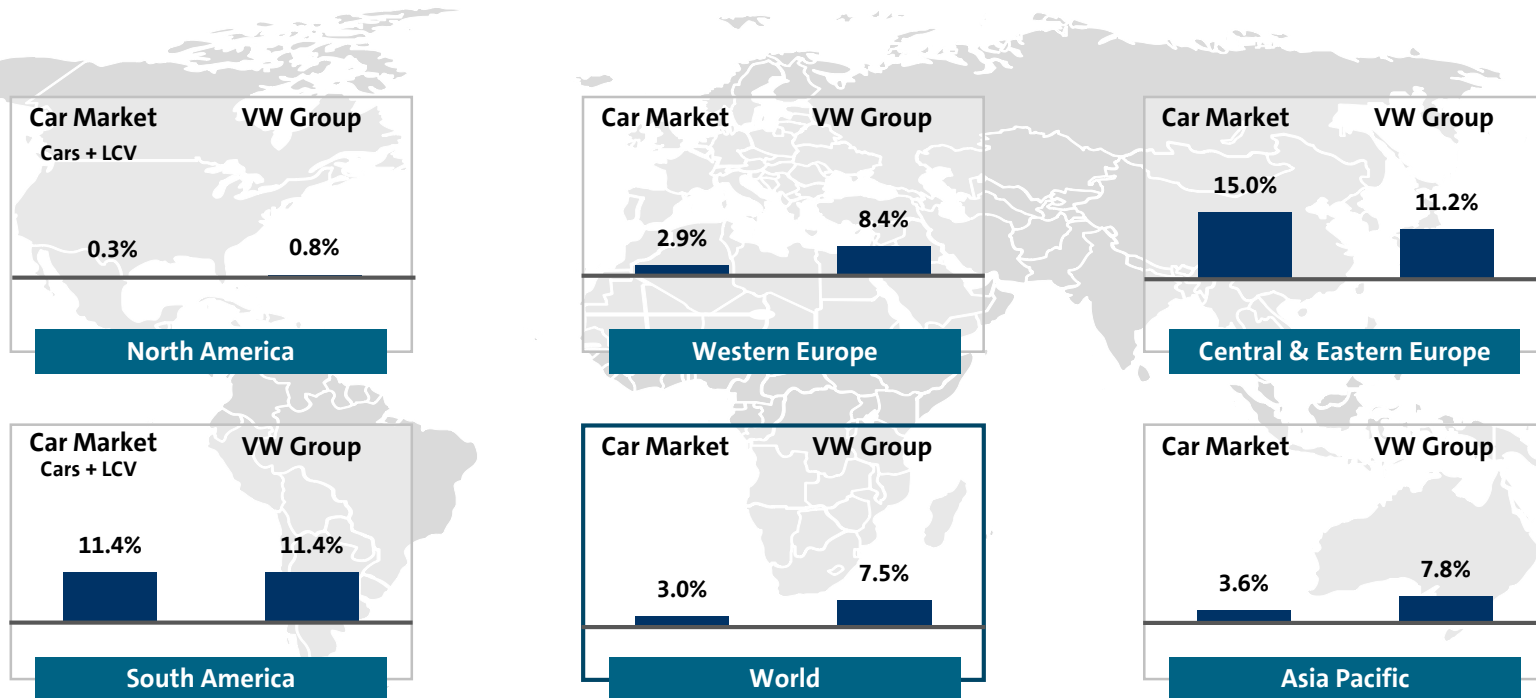 Car Market VW Group
Cars + LCV
0.3% 0.8%
North America
Car Market VW Group
2.9% 8.4%
Western Europe
Car Market VW Group
15.0% 11.2%
Central & Eastern Europe
Car Market VW Group
Cars + LCV
11.4% 11.4%
South America
Car Market VW Group
3.0% 7.5%
World
Car Market VW Group
3.6% 7.8%
Asia Pacific